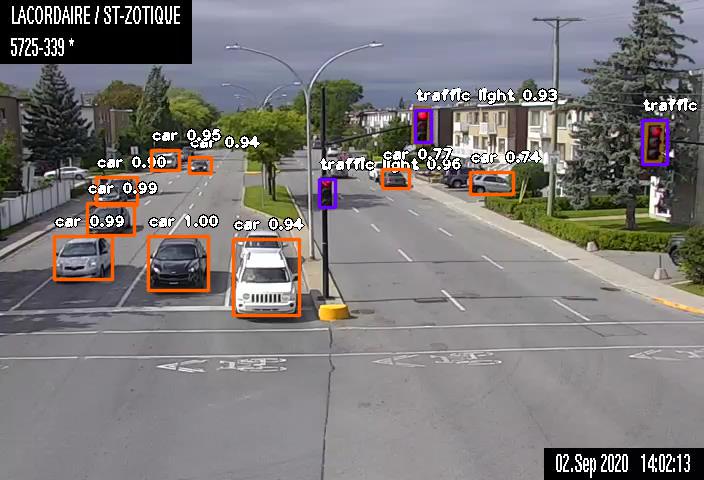 LACORDAIRE / ST-ZOTIQUE
5725-339 *
traffic light 0.93
traffic
car 0.95
car 0.94
car 0.77
car 0.74
traffic light 0.96
car 0.90
car 0.99
car 0.99
car 1.00
car 0.94
02.Sep 2020 14:02:13